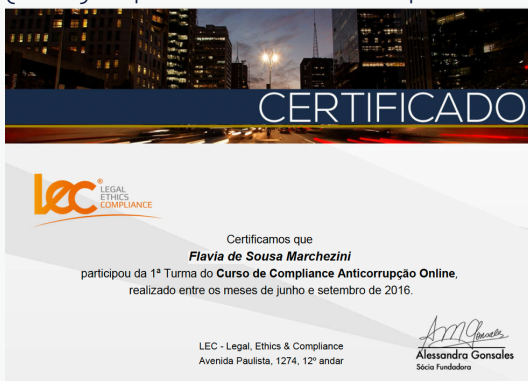 CERTIFICADO
Lec®
LEGAL
ETHICS
COMPLIANCE
Certificamos que
Flavia de Sousa Marchezini
participou da 1ª Turma do Curso de Compliance Anticorrupção Online,
realizado entre os meses de junho e setembro de 2016.
LEC - Legal, Ethics & Compliance
Avenida Paulista, 1274, 12º andar
Alessandra Gonsales
Sócia Fundadora